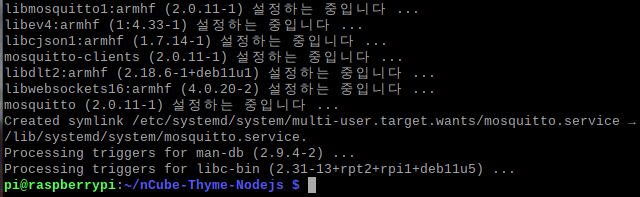 libmosquitto1:armhf (2.0.11-1) 설정하는 중입니다 ...
libev4:armhf (1:4.33-1) 설정하는 중입니다 ...
libcjson1:armhf (1.7.14-1) 설정하는 중입니다 ...
mosquitto-clients (2.0.11-1) 설정하는 중입니다 ...
libdlt2:armhf (2.18.6-1+deb11u1) 설정하는 중입니다 ...
libwebsockets16:armhf (4.0.20-2) 설정하는 중입니다 ...
mosquitto (2.0.11-1) 설정하는 중입니다 ...
Created symlink /etc/systemd/system/multi-user.target.wants/mosquitto.service →
/lib/systemd/system/mosquitto.service.
Processing triggers for man-db (2.9.4-2) ...
Processing triggers for libc-bin (2.31-13+rpt2+rpi1+deb11u5) ...
pi@raspberrypi:~/nCube-Thyme-Nodejs $